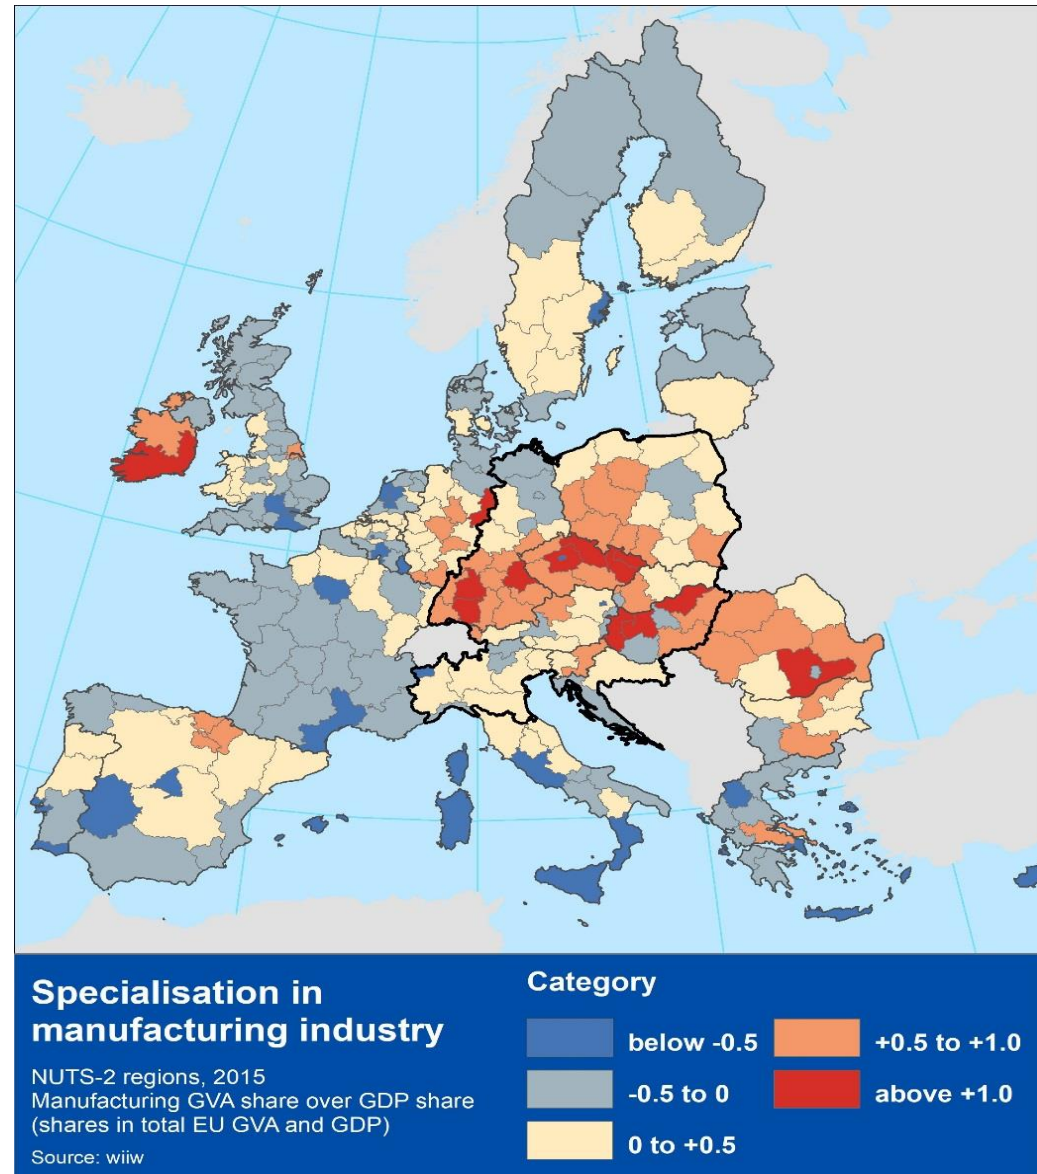 Specialisation in
manufacturing industry
NUTS-2 regions, 2015
Manufacturing GVA share over GDP share
(shares in total EU GVA and GDP)
Source: wiiw
Category
below -0.5
-0.5 to 0
0 to +0.5
+0.5 to +1.0
above +1.0